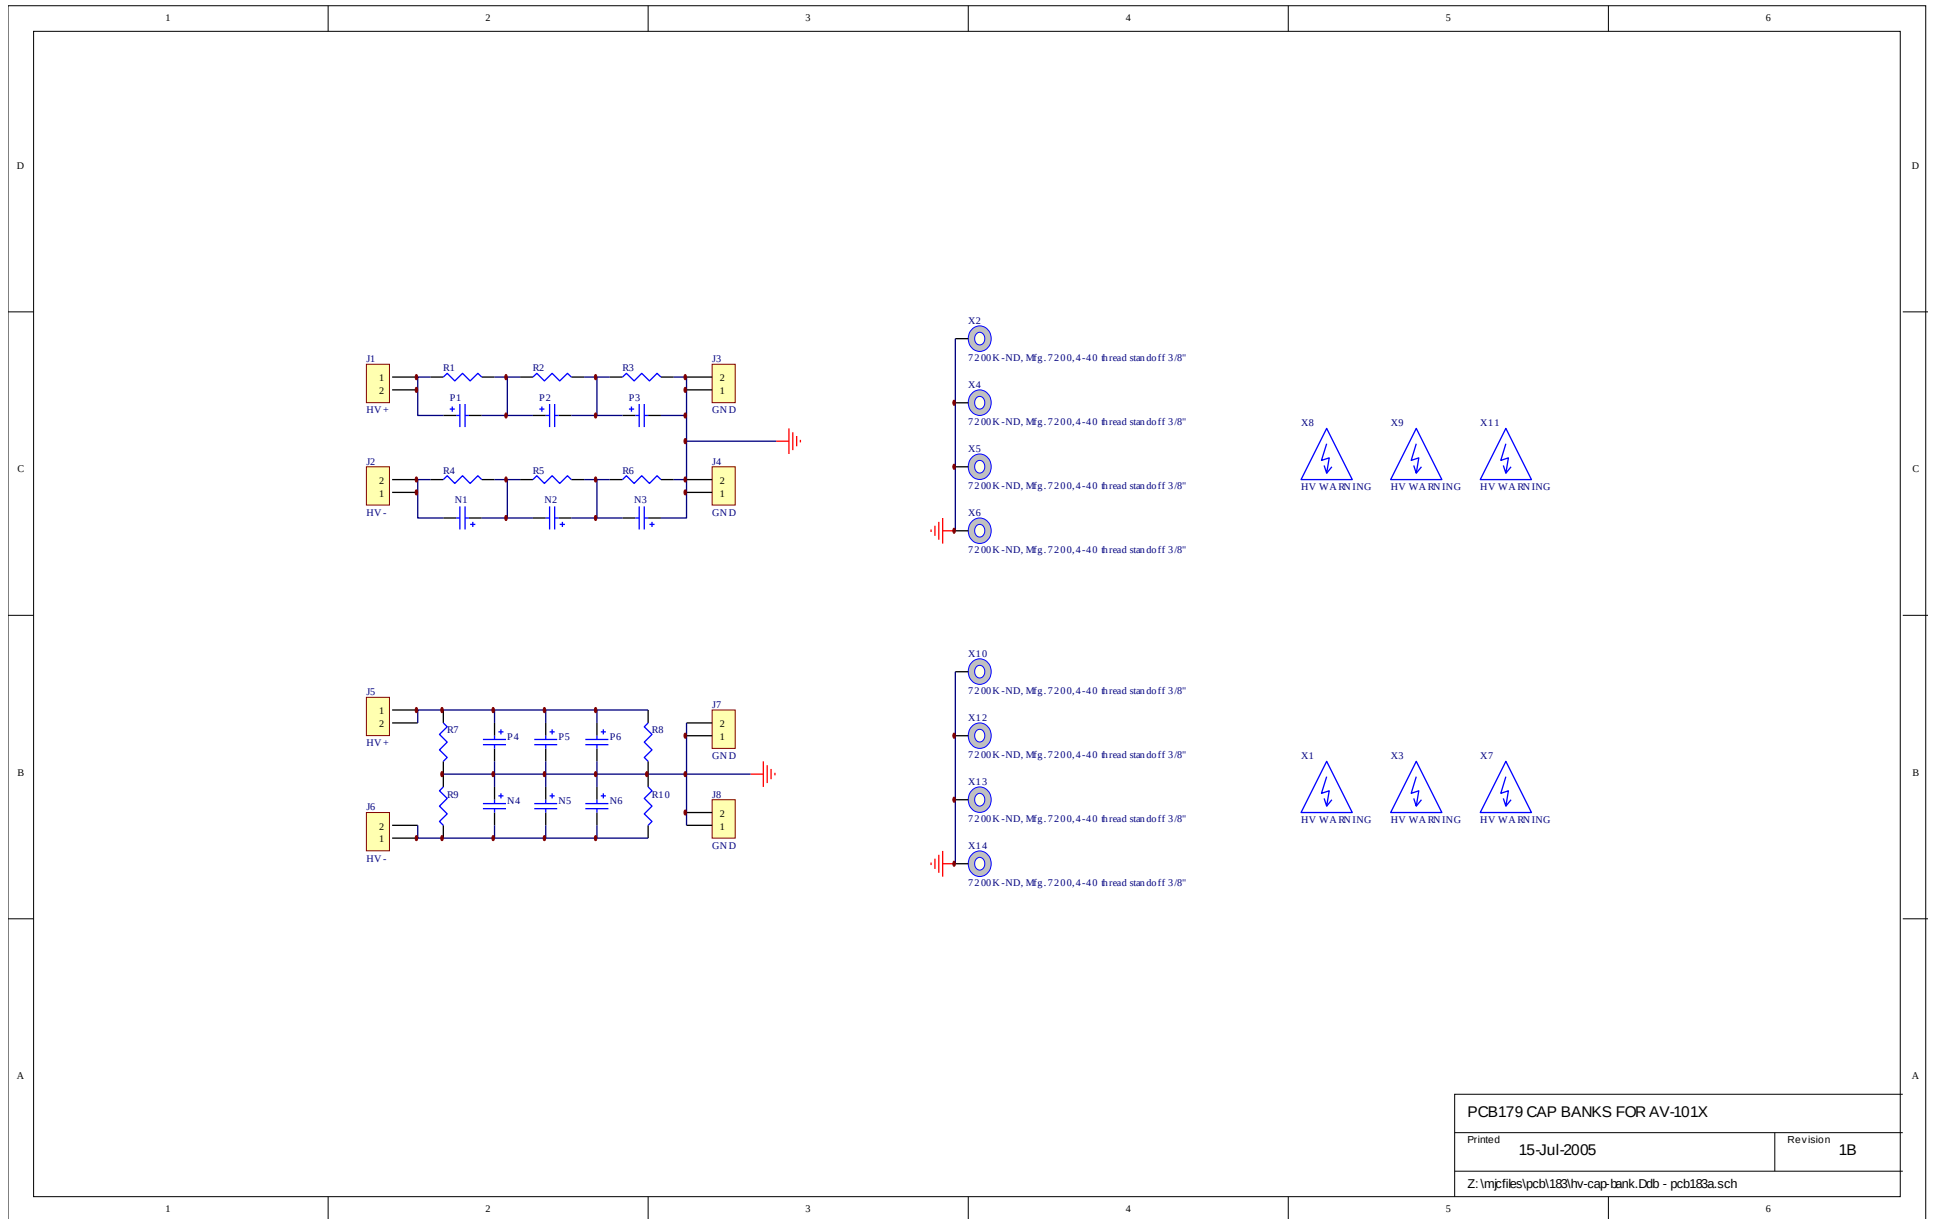 1 2 3 4 5 6
D D
C C
B B
A A
J1
1
2
HV+
R1 R2 R3
P1 P2 P3
J3
2
1
GND
J2
2
1
HV-
R4 R5 R6
N1 N2 N3
J4
2
1
GND
X2
7200K-ND, Mfg. 7200, 4-40 thread standoff 3/8"
X4
7200K-ND, Mfg. 7200, 4-40 thread standoff 3/8"
X5
7200K-ND, Mfg. 7200, 4-40 thread standoff 3/8"
X6
7200K-ND, Mfg. 7200, 4-40 thread standoff 3/8"
X8 X9 X11
HV WARNING HV WARNING HV WARNING
J5
1
2
HV+
R7 P4 P5 P6 R8
J7
2
1
GND
R9 N4 N5 N6 R10
J6
2
1
HV-
J8
2
1
GND
X10
7200K-ND, Mfg. 7200, 4-40 thread standoff 3/8"
X12
7200K-ND, Mfg. 7200, 4-40 thread standoff 3/8"
X13
7200K-ND, Mfg. 7200, 4-40 thread standoff 3/8"
X14
7200K-ND, Mfg. 7200, 4-40 thread standoff 3/8"
X1 X3 X7
HV WARNING HV WARNING HV WARNING
PCB179 CAP BANKS FOR AV-101X
Printed 15-Jul-2005 Revision 1B
Z:\mjcfiles\pcb\183\hv-cap-bank.Ddb - pcb183a.sch
1 2 3 4 5 6